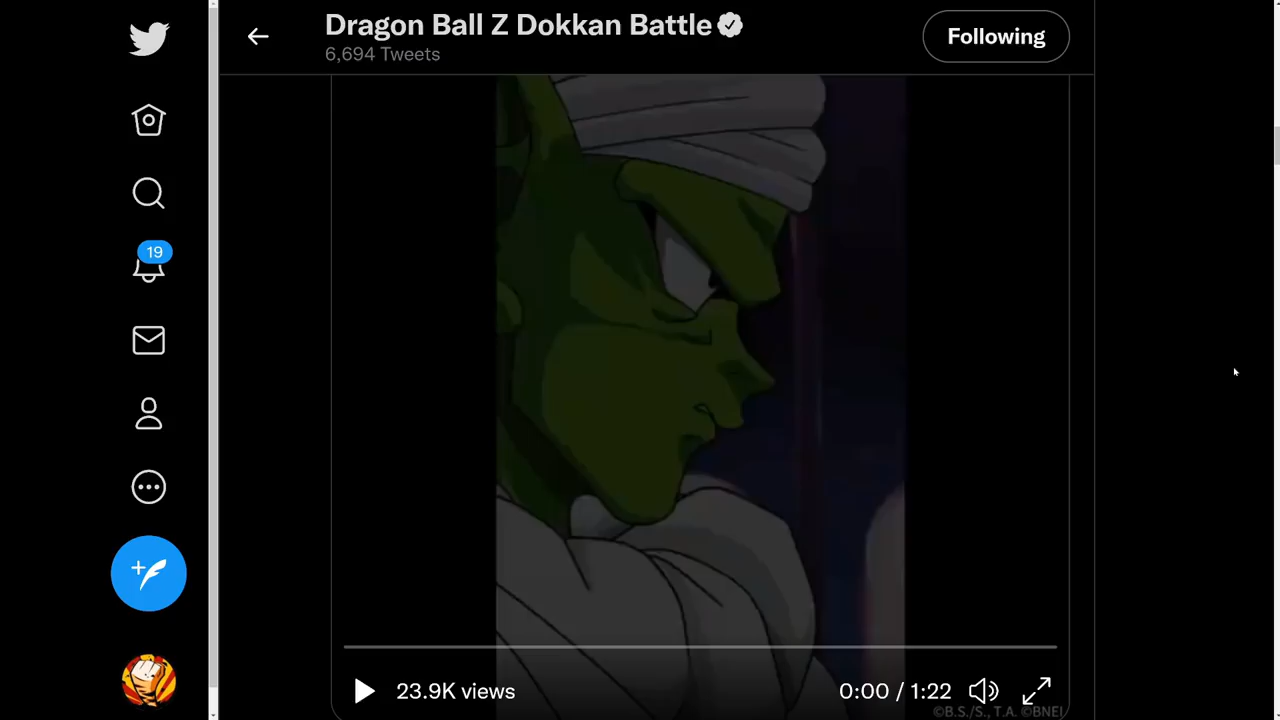 Dragon Ball Z Dokkan Battle
6,694 Tweets
Following
19
23.9K views
0:00 / 1:22
©B.S./S., T.A. ©BNEI